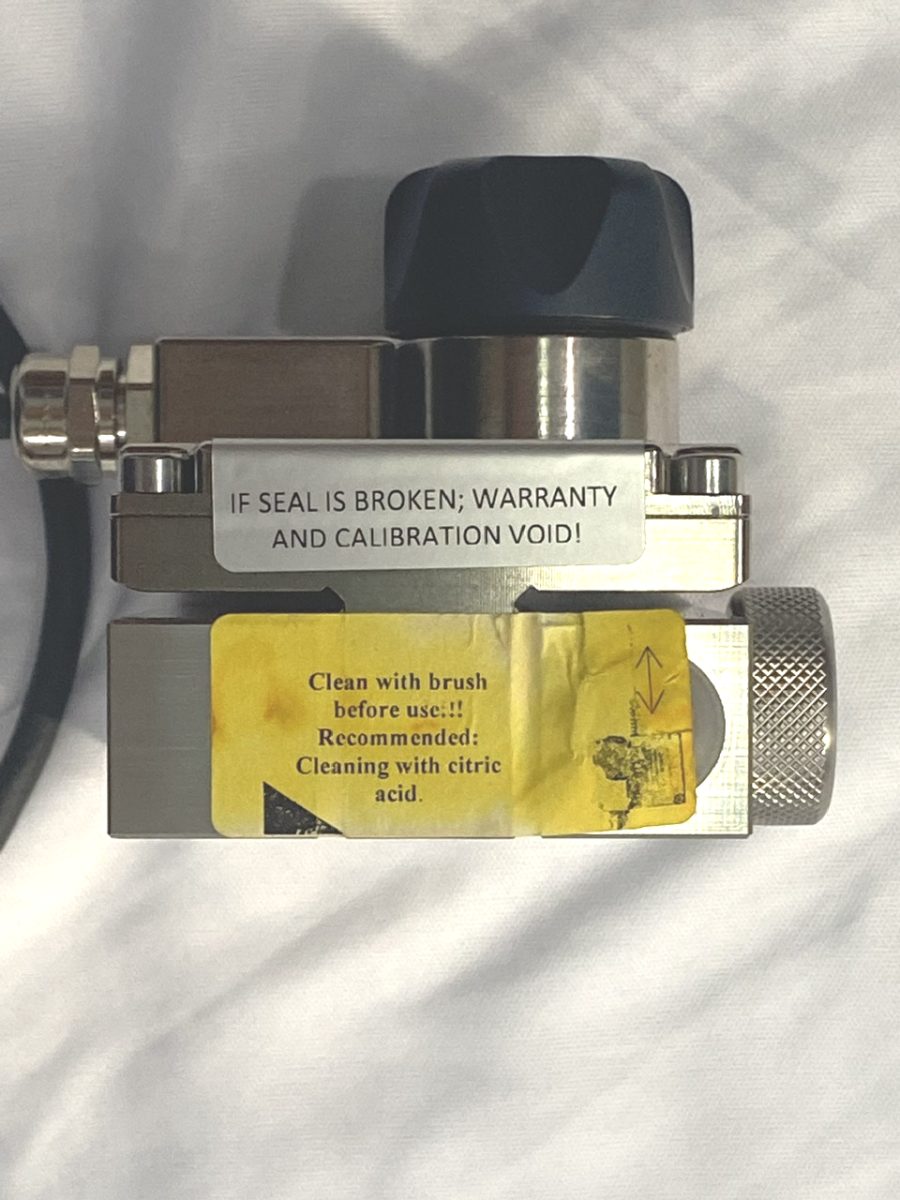 IF SEAL IS BROKEN; WARRANTY
AND CALIBRATION VOID!
Clean with brush
before use.!!
Recommended:
Cleaning with citric
acid.